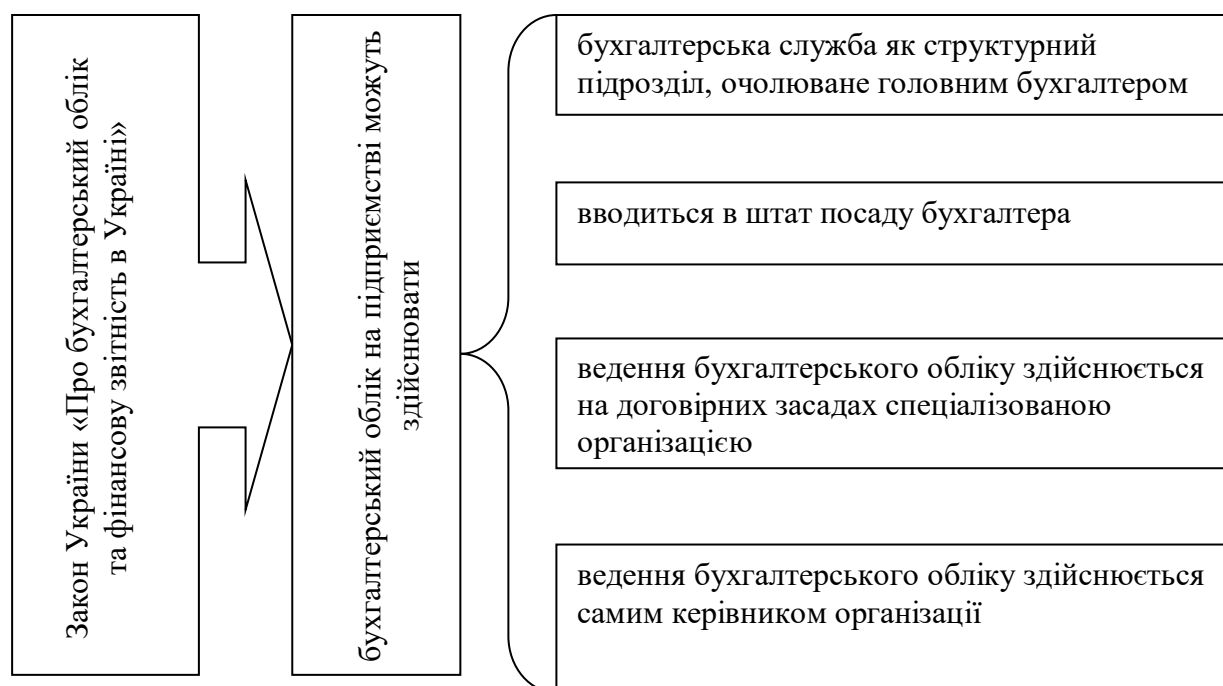 Закон України «Про бухгалтерський облік
та фінансову звітність в Україні»
бухгалтерський облік на підприємстві можуть
здійснювати
бухгалтерська служба як структурний
підрозділ, очолюване головним бухгалтером
вводиться в штат посаду бухгалтера
ведення бухгалтерського обліку здійснюється
на договірних засадах спеціалізованою
організацією
ведення бухгалтерського обліку здійснюється
самим керівником організації